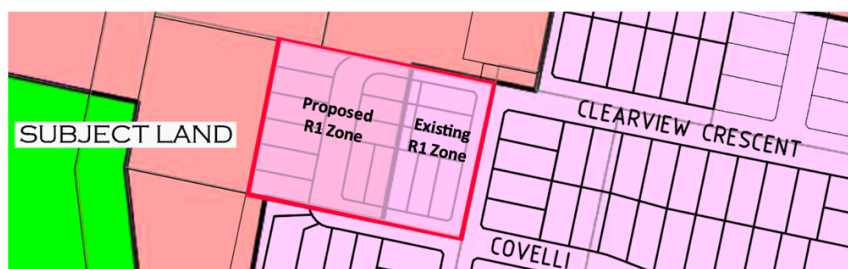 SUBJECT LAND
Proposed
R1 Zone
Existing
R1 Zone
CLEARVIEW CRESCENT
COVELLI